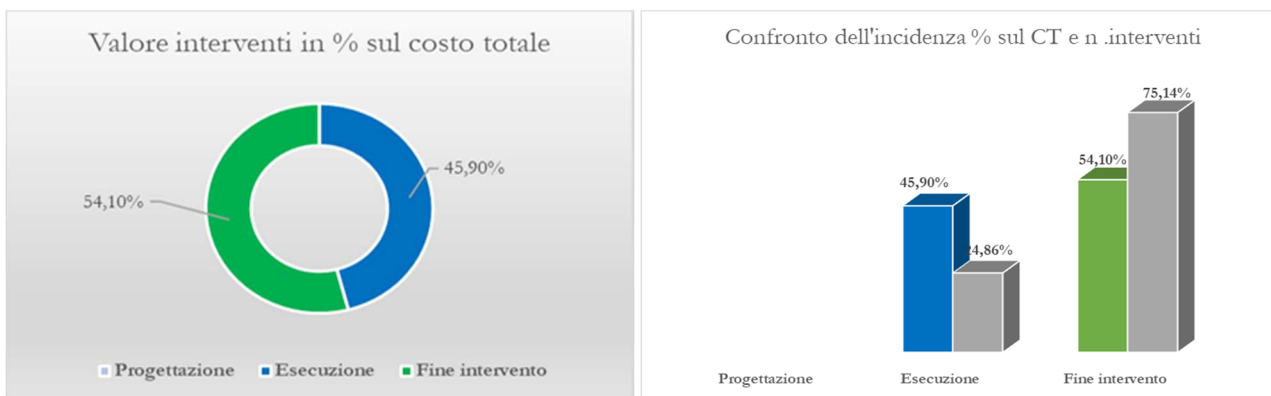 Valore interventi in % sul costo totale
45,90%
54,10%
Progettazione Esecuzione Fine intervento
Confronto dell'incidenza % sul CT e n .interventi
75,14%
54,10%
45,90%
24,86%
Progettazione Esecuzione Fine intervento